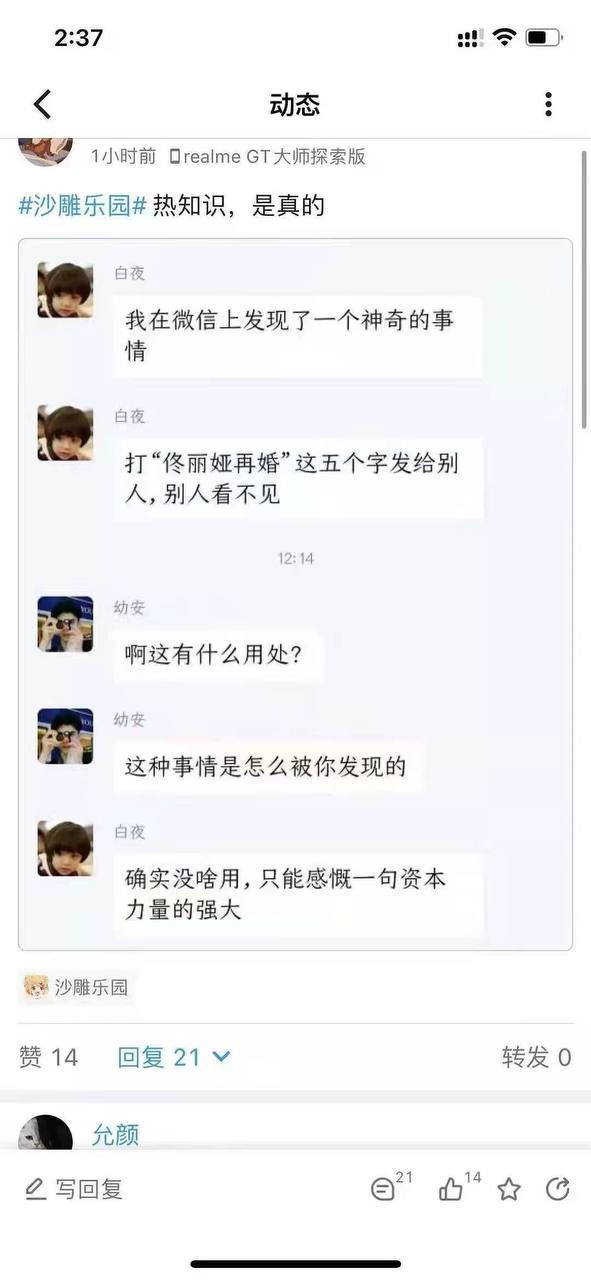 2:37
动态
1小时前 realme GT大师探索版
#沙雕乐园# 热知识，是真的
白夜
我在微信上发现了一个神奇的事
情
白夜
打“佟丽娅再婚”这五个字发给别
人，别人看不见
12:14
幼安
啊这有什么用处？
幼安
这种事情是怎么被你发现的
白夜
确实没啥用，只能感慨一句资本
力量的强大
沙雕乐园
赞 14 回复 21 转发 0
允颜
写回复 21 14